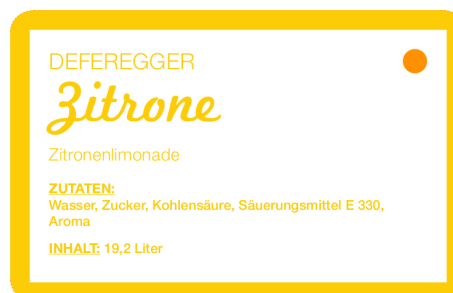 DEFEREGGER
Zitrone
Zitronenlimonade
ZUTATEN:
Wasser, Zucker, Kohlensäure, Säuerungsmittel E 330,
Aroma
INHALT: 19,2 Liter